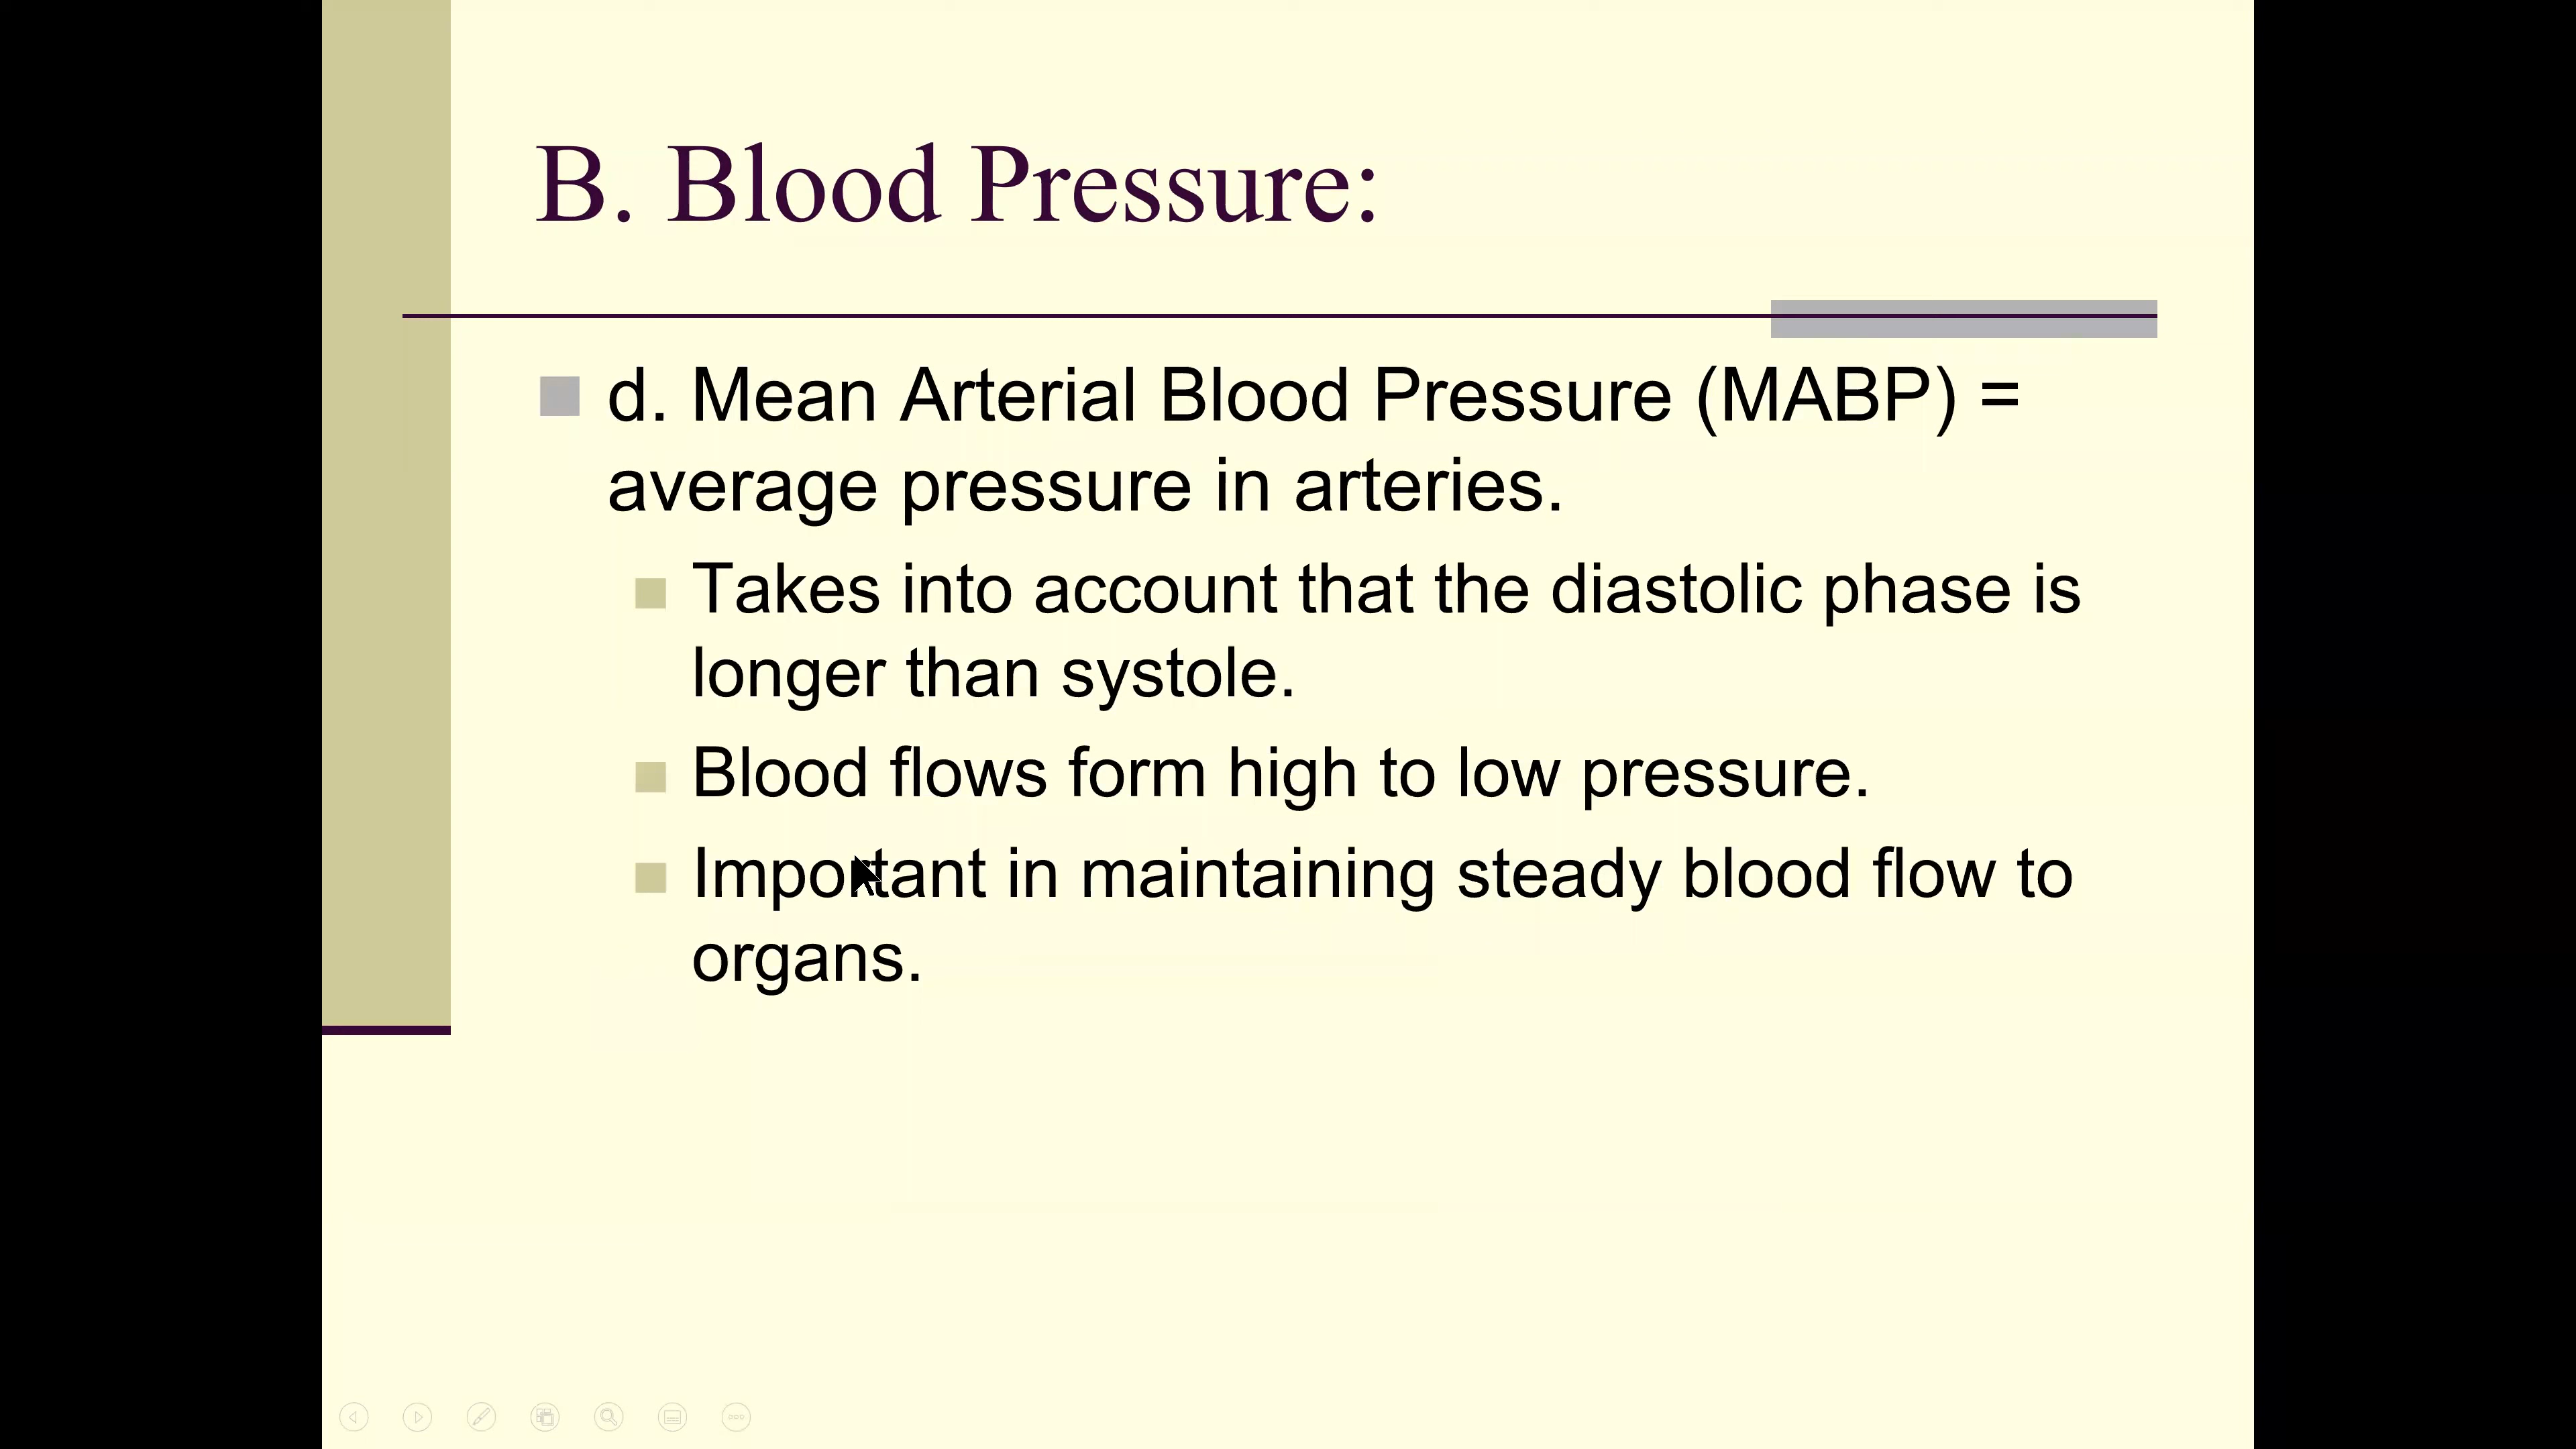 B. Blood Pressure:
d. Mean Arterial Blood Pressure (MABP) =
average pressure in arteries.
Takes into account that the diastolic phase is
longer than systole.
Blood flows form high to low pressure.
Important in maintaining steady blood flow to
organs.